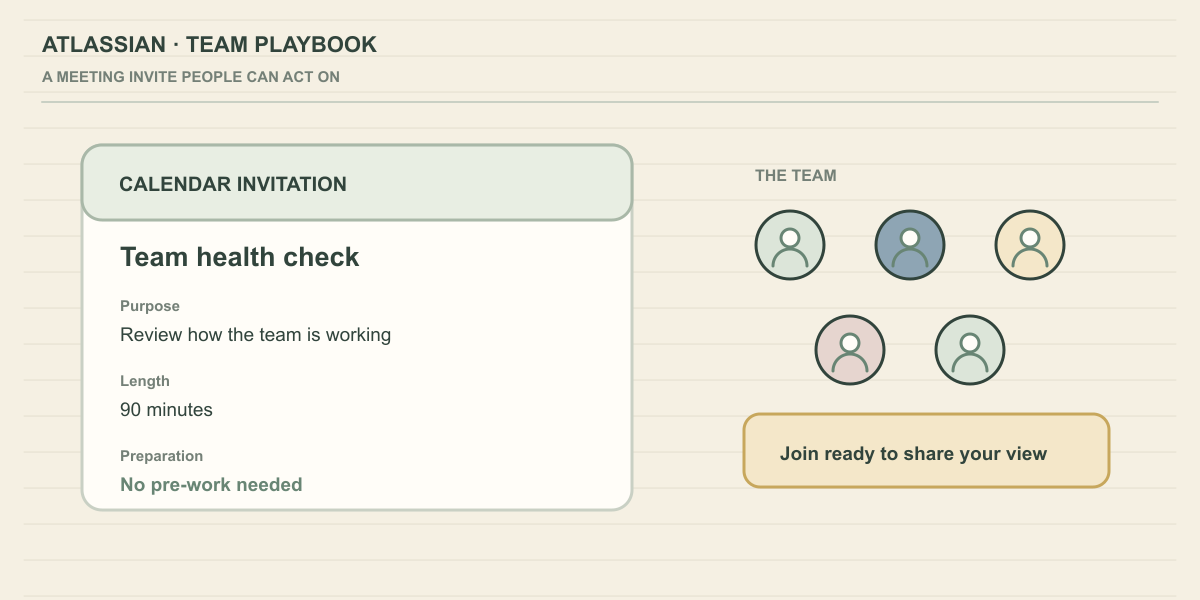 ATLASSIAN · TEAM PLAYBOOK
A MEETING INVITE PEOPLE CAN ACT ON
CALENDAR INVITATION
Team health check
Purpose
Review how the team is working
Length
90 minutes
Preparation
No pre-work needed
THE TEAM
Join ready to share your view